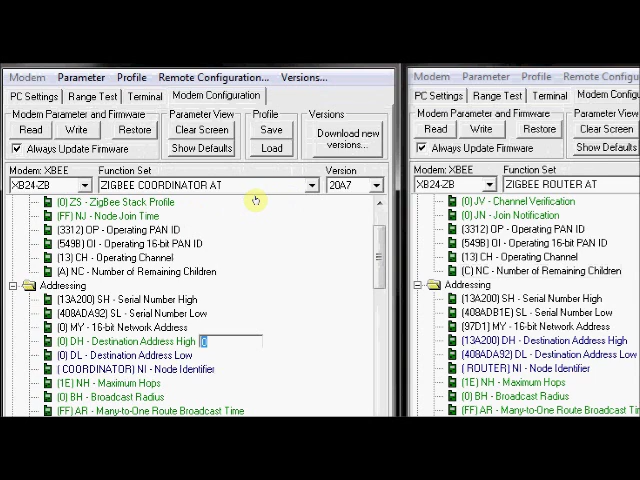 Modem Parameter Profile Remote Configuration... Versions...
PC Settings Range Test Terminal Modem Configuration
Modem Parameter and Firmware Parameter View Profile Versions
Read Write Restore Clear Screen Save Download new versions...
Always Update Firmware Show Defaults Load
Modem: XBEE Function Set Version
XB24-ZB ZIGBEE COORDINATOR AT 20A7
(0) ZS - ZigBee Stack Profile
(FF) NJ - Node Join Time
(3312) OP - Operating PAN ID
(549B) OI - Operating 16-bit PAN ID
(13) CH - Operating Channel
(A) NC - Number of Remaining Children
Addressing
(13A200) SH - Serial Number High
(408ADA92) SL - Serial Number Low
(0) MY - 16-bit Network Address
(0) DH - Destination Address High 0
(0) DL - Destination Address Low
( COORDINATOR) NI - Node Identifier
(1E) NH - Maximum Hops
(0) BH - Broadcast Radius
(FF) AR - Many-to-One Route Broadcast Time
Modem Parameter Profile Remote Configu
PC Settings Range Test Terminal Modem Configu
Modem Parameter and Firmware Parameter
Read Write Restore Clear Screen
Always Update Firmware Show Defaults
Modem: XBEE Function Set
XB24-ZB ZIGBEE ROUTER AT
(0) JV - Channel Verification
(0) JN - Join Notification
(3312) OP - Operating PAN ID
(549B) OI - Operating 16-bit PAN ID
(13) CH - Operating Channel
(C) NC - Number of Remaining Children
Addressing
(13A200) SH - Serial Number High
(408ADB1E) SL - Serial Number Low
(97D1) MY - 16-bit Network Address
(13A200) DH - Destination Address High
(408ADA92) DL - Destination Address Low
( ROUTER) NI - Node Identifier
(1E) NH - Maximum Hops
(0) BH - Broadcast Radius
(FF) AR - Many-to-One Route Broadcast